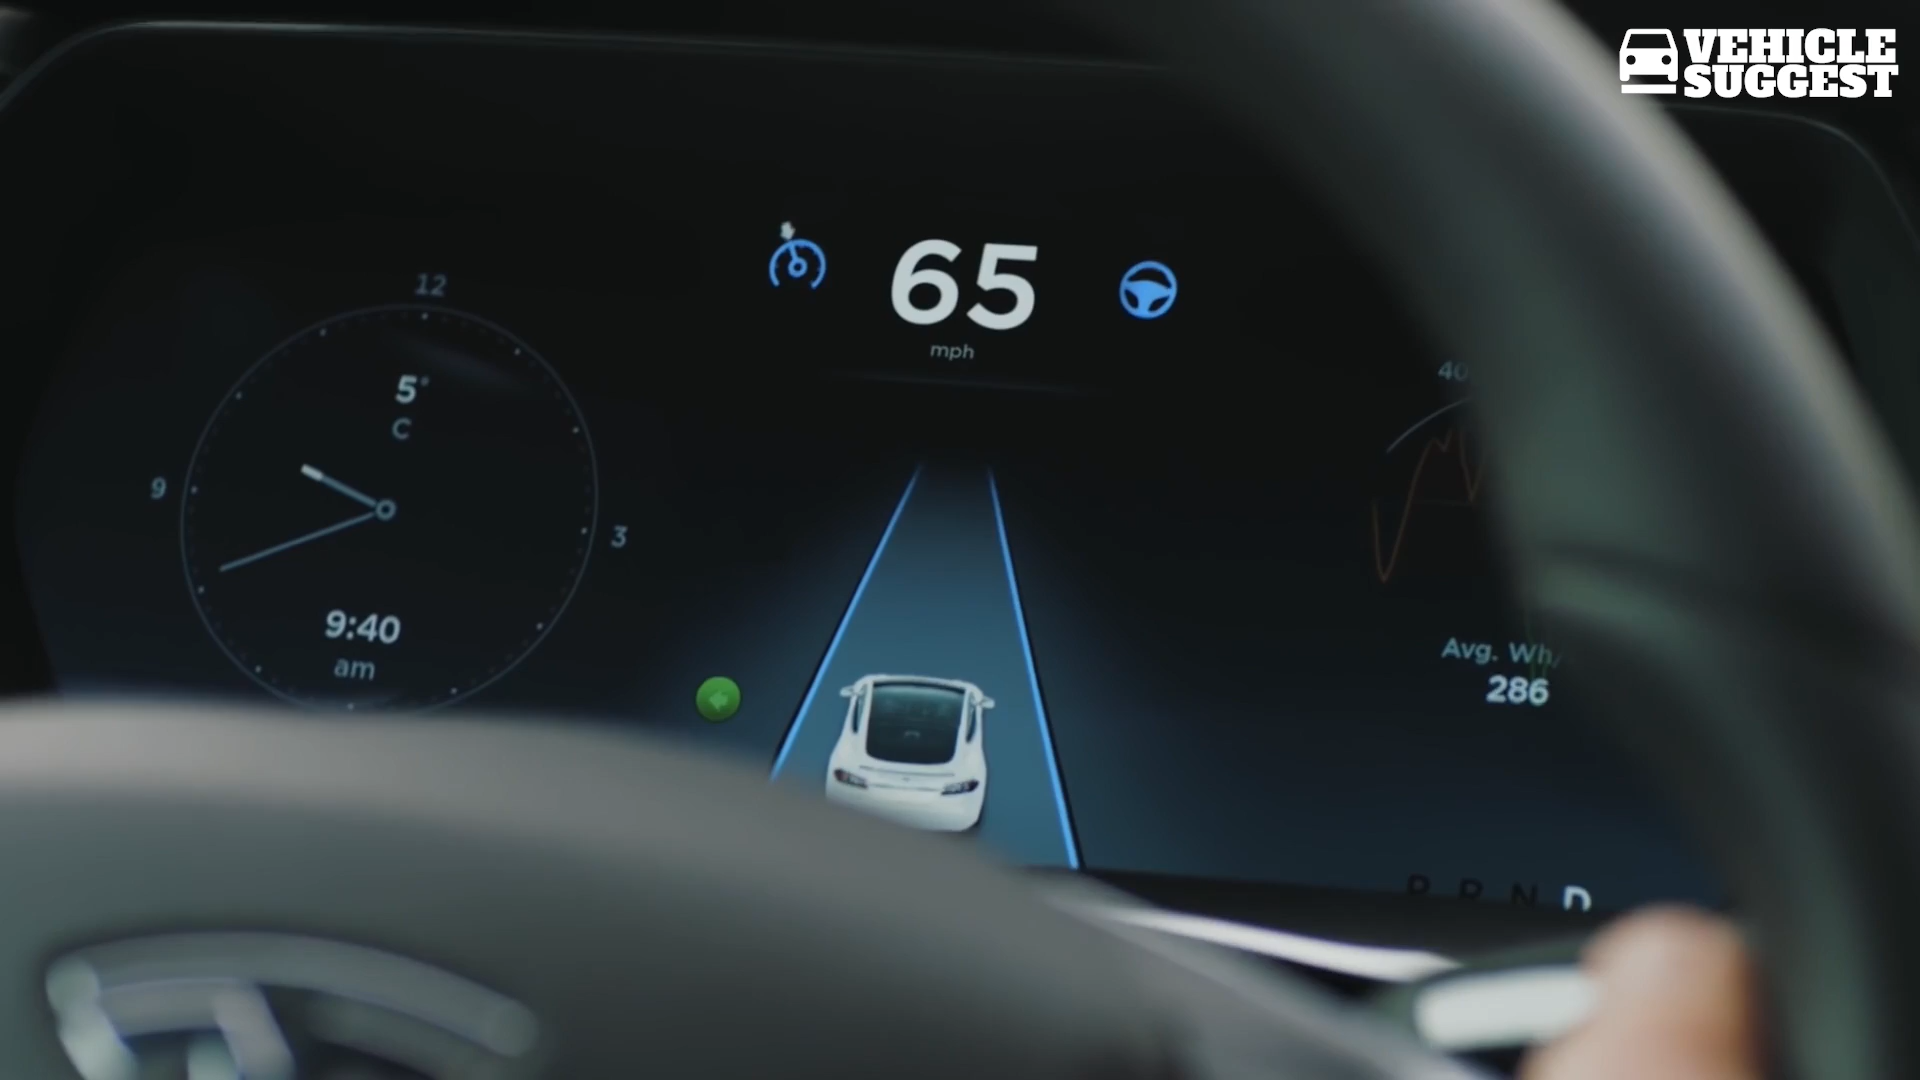 VEHICLE
SUGGEST
65
mph
12
5°
C
9
3
9:40
am
40
Avg. Wh/
286
P R N D